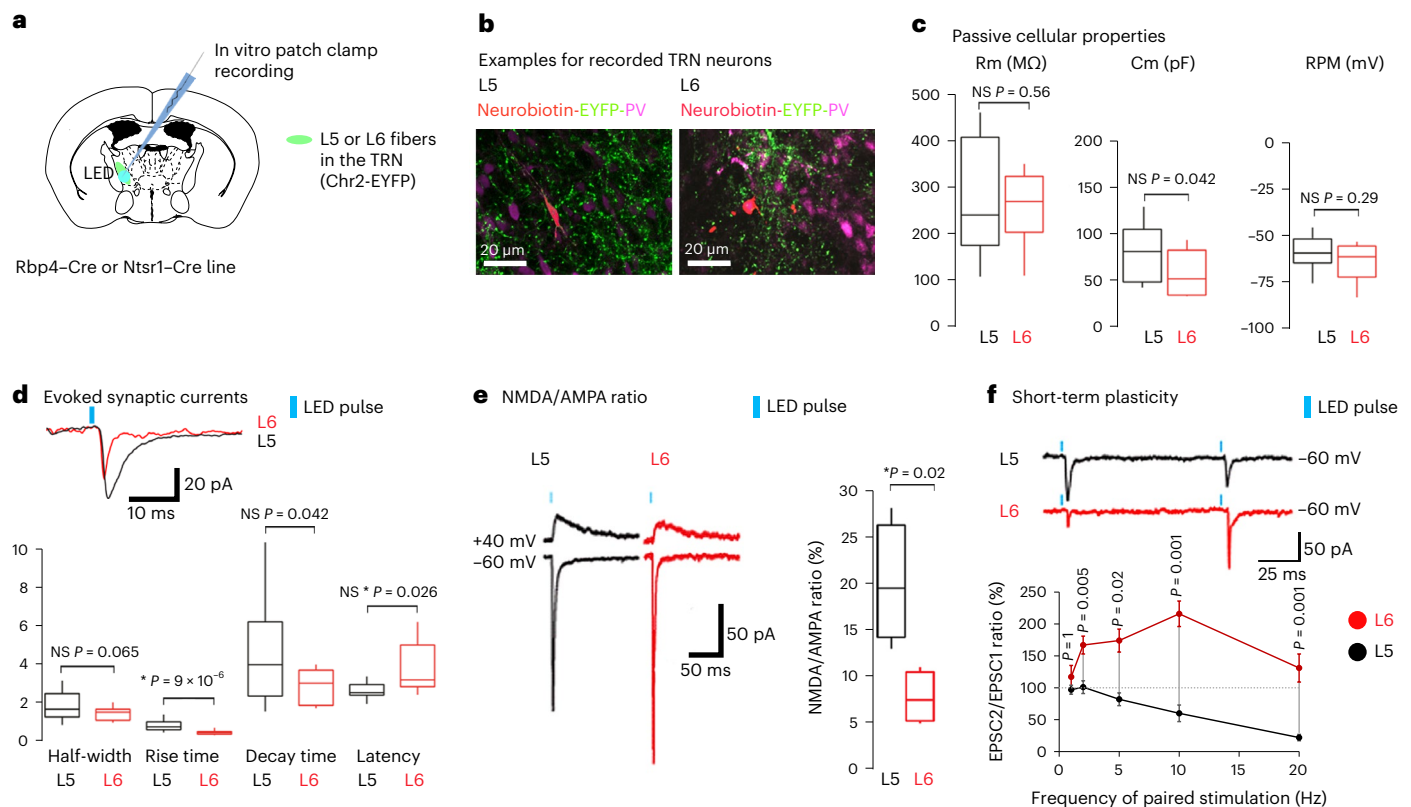 a
In vitro patch clamp
recording
LED
L5 or L6 fibers
in the TRN
(Chr2-EYFP)
Rbp4–Cre or Ntsr1–Cre line
b
Examples for recorded TRN neurons
L5 L6
Neurobiotin-EYFP-PV Neurobiotin-EYFP-PV
20 µm 20 µm
c
Passive cellular properties
Rm (MΩ) Cm (pF) RPM (mV)
NS P = 0.56
500
400
300
200
100
0
L5 L6
NS P = 0.042
200
150
100
50
0
L5 L6
NS P = 0.29
0
−25
−50
−75
−100
L5 L6
d Evoked synaptic currents
LED pulse
L6
L5
20 pA
10 ms
10
8
6
4
2
0
NS P = 0.065
* P = 9 × 10−6
NS P = 0.042
NS * P = 0.026
Half-width Rise time Decay time Latency
L5 L6 L5 L6 L5 L6 L5 L6
e NMDA/AMPA ratio
LED pulse
L5 L6
+40 mV
−60 mV
50 pA
50 ms
*P = 0.02
NMDA/AMPA ratio (%)
30
25
20
15
10
5
0
L5 L6
f Short-term plasticity
LED pulse
L5 −60 mV
L6 −60 mV
50 pA
25 ms
EPSC2/EPSC1 ratio (%)
250
200
150
100
50
0
P = 1
P = 0.005
P = 0.02
P = 0.001
P = 0.001
0 5 10 15 20
Frequency of paired stimulation (Hz)
L6
L5